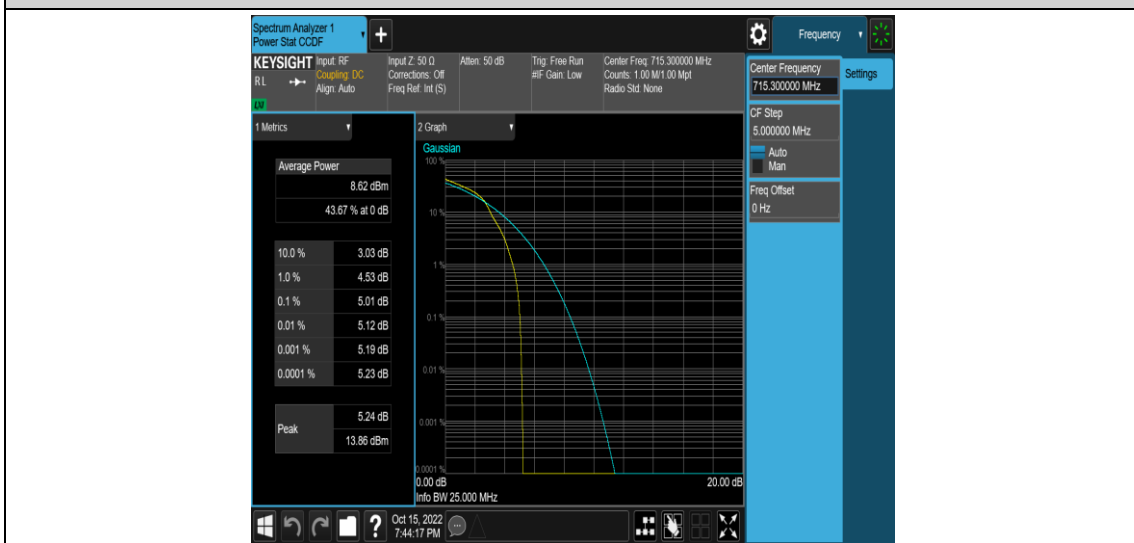 Spectrum Analyzer 1
Power Stat CCDF
+
Frequency
KEYSIGHT
RL
LXI
Input: RF
Coupling: DC
Align: Auto
Input Z: 50 Ω
Corrections: Off
Freq Ref: Int (S)
Atten: 50 dB
Trig: Free Run
#IF Gain: Low
Center Freq: 715.300000 MHz
Counts: 1.00 M/1.00 Mpt
Radio Std: None
Center Frequency
715.300000 MHz
Settings
CF Step
5.000000 MHz
Auto
Man
Freq Offset
0 Hz
1 Metrics
Average Power
8.62 dBm
43.67 % at 0 dB
10.0 % 3.03 dB
1.0 % 4.53 dB
0.1 % 5.01 dB
0.01 % 5.12 dB
0.001 % 5.19 dB
0.0001 % 5.23 dB
Peak
5.24 dB
13.86 dBm
2 Graph
Gaussian
100 %
10 %
1 %
0.1 %
0.01 %
0.001 %
0.0001 %
0.00 dB 20.00 dB
Info BW 25.000 MHz
?
Oct 15, 2022
7:44:17 PM